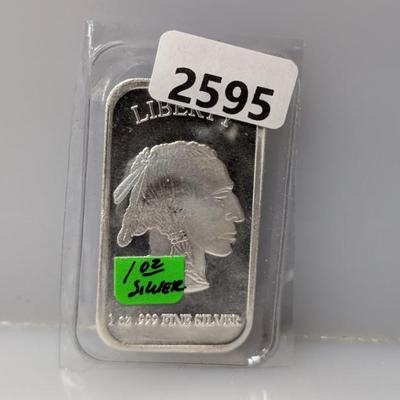 2595
LIBERTY
1 oz
SILVER
1 oz .999 FINE SILVER